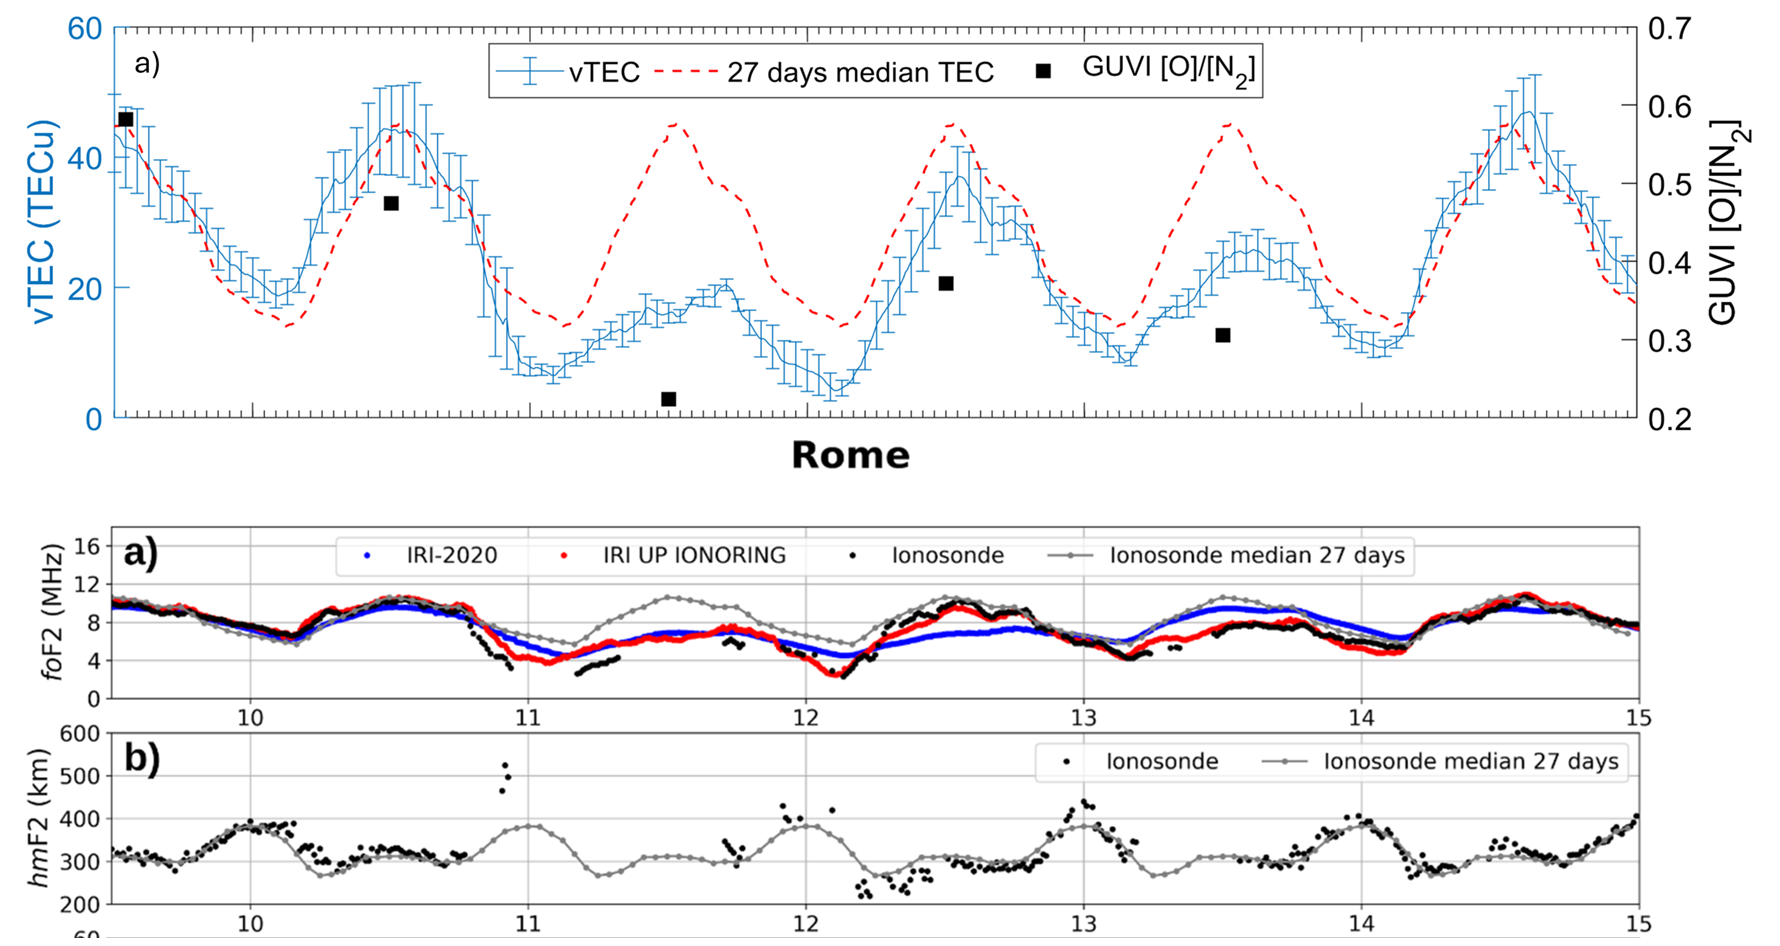 60
40
20
0
vTEC (TECu)
a)
vTEC 27 days median TEC GUVI [O]/[N2]
0.7
0.6
0.5
0.4
0.3
0.2
GUVI [O]/[N2]
Rome
a)
IRI-2020 IRI UP IONORING Ionosonde Ionosonde median 27 days
foF2 (MHz)
16
12
8
4
0
10 11 12 13 14 15
b)
Ionosonde Ionosonde median 27 days
hmF2 (km)
600
500
400
300
200
10 11 12 13 14 15